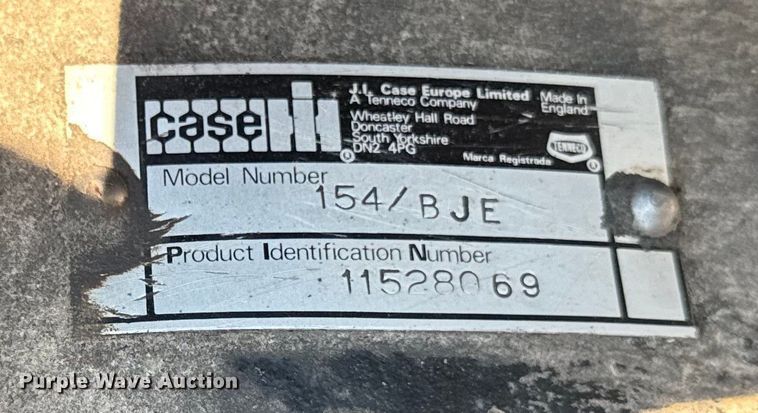 case IH
J.I. Case Europe Limited
A Tenneco Company
Made in
England
Wheatley Hall Road
Doncaster
South Yorkshire
DN2 4PG
Marca Registrada
TENNECO
®
®
Model Number
154/BJE
Product Identification Number
11528069
Purple Wave Auction